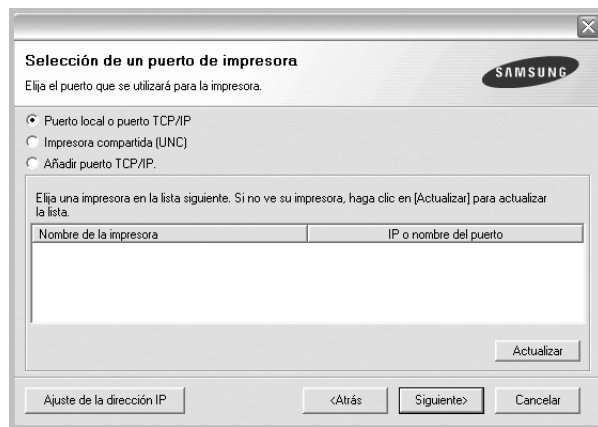 Selección de un puerto de impresora
Elija el puerto que se utilizará para la impresora.
SAMSUNG
Puerto local o puerto TCP/IP
Impresora compartida (UNC)
Añadir puerto TCP/IP.
Elija una impresora en la lista siguiente. Si no ve su impresora, haga clic en [Actualizar] para actualizar
la lista.
Nombre de la impresora IP o nombre del puerto
Actualizar
Ajuste de la dirección IP <Atrás Siguiente> Cancelar